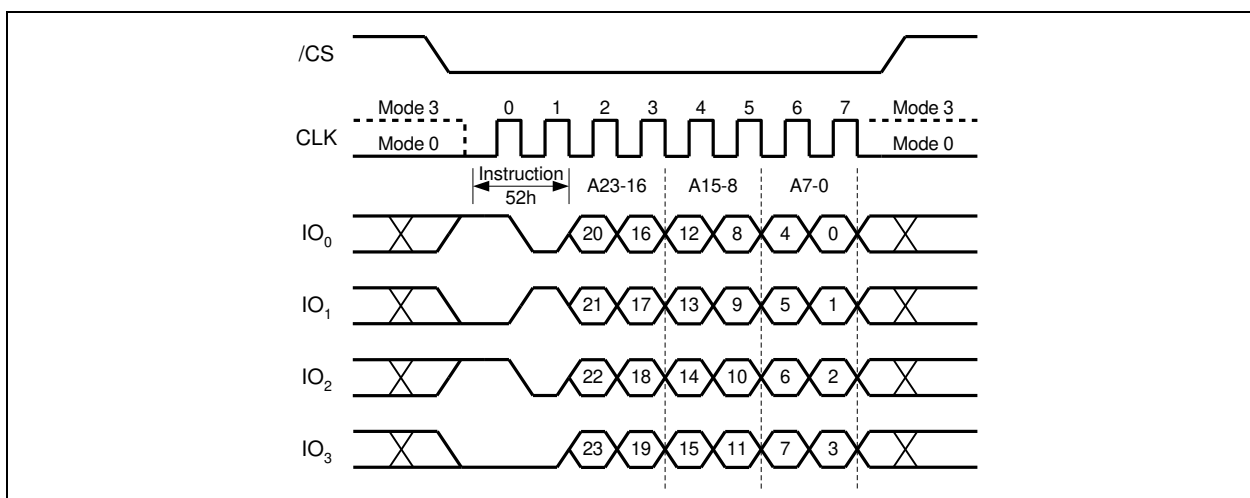 /CS
Mode 3 0 1 2 3 4 5 6 7 Mode 3
CLK Mode 0 Mode 0
Instruction
52h A23-16 A15-8 A7-0
IO0 20 16 12 8 4 0
IO1 21 17 13 9 5 1
IO2 22 18 14 10 6 2
IO3 23 19 15 11 7 3